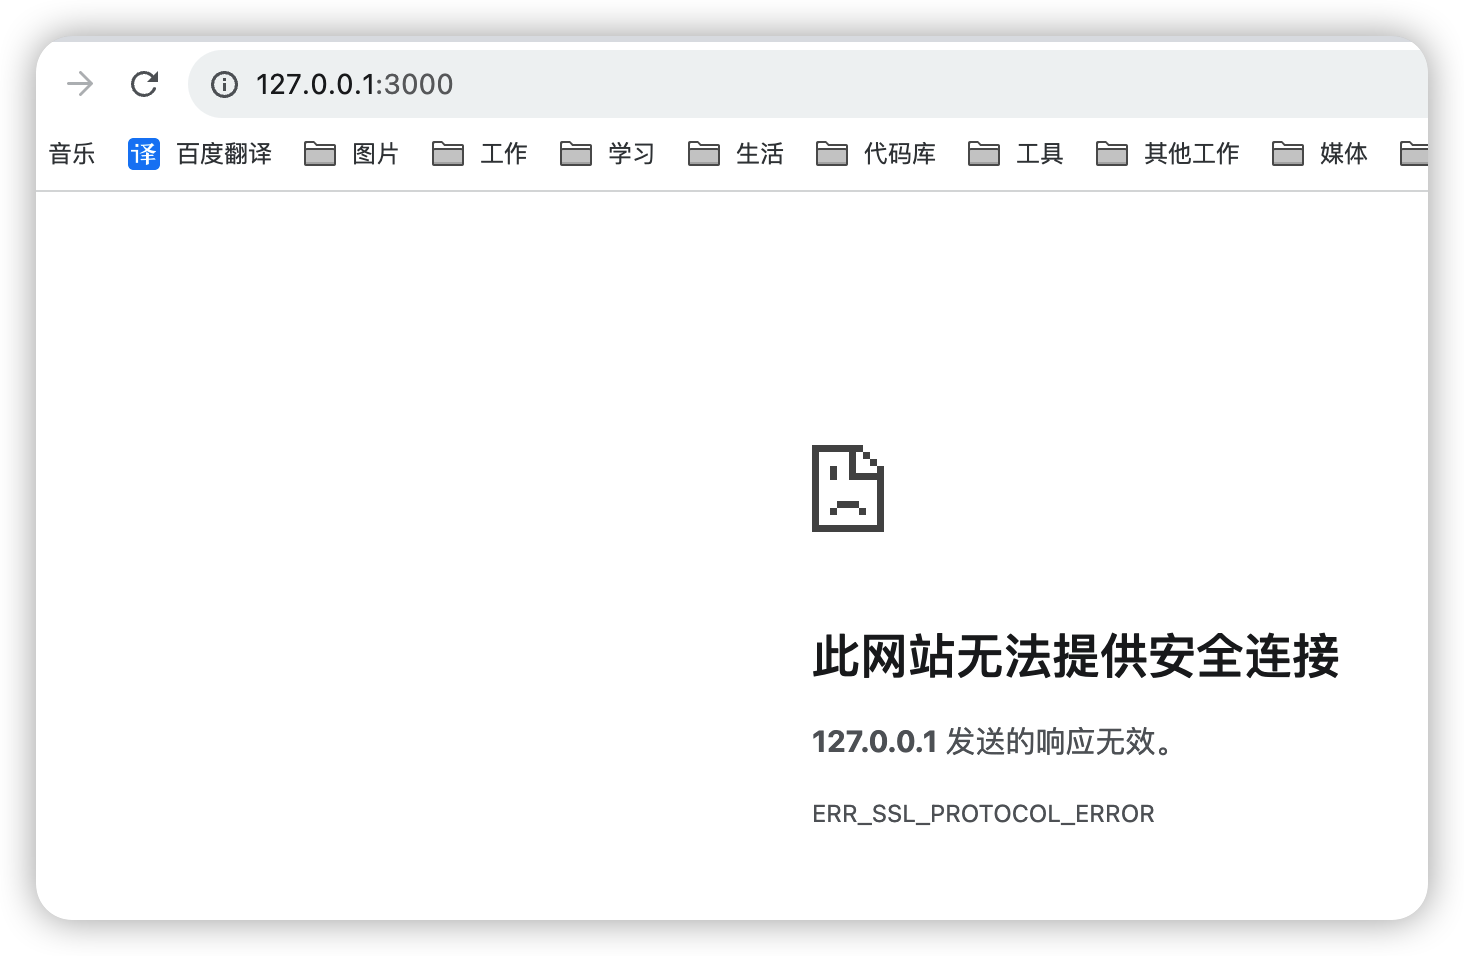 127.0.0.1:3000
音乐 译 百度翻译 图片 工作 学习 生活 代码库 工具 其他工作 媒体
此网站无法提供安全连接
127.0.0.1 发送的响应无效。
ERR_SSL_PROTOCOL_ERROR